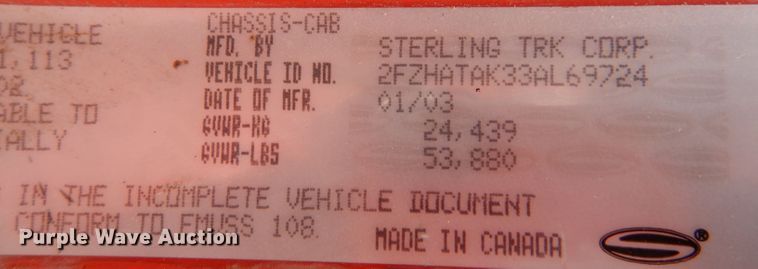 VEHICLE CHASSIS-CAB
1,113 MFD. BY STERLING TRK CORP.
OR VEHICLE ID NO. 2FZHATAK33AL69724
ABLE TO DATE OF MFR. 01/03
ALLY GVWR-KG 24,439
GVWR-LBS 53,880
IN THE INCOMPLETE VEHICLE DOCUMENT
CONFORM TO FMVSS 108.
MADE IN CANADA ®
Purple Wave Auction